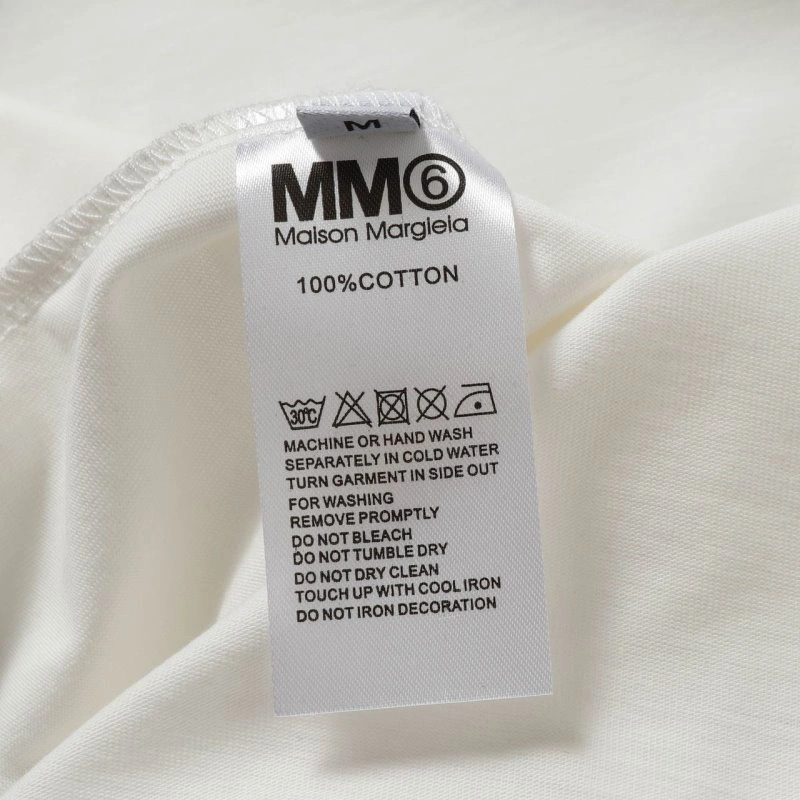 M
MM6
Maison Margiela
100%COTTON
30℃
MACHINE OR HAND WASH
SEPARATELY IN COLD WATER
TURN GARMENT IN SIDE OUT
FOR WASHING
REMOVE PROMPTLY
DO NOT BLEACH
DO NOT TUMBLE DRY
DO NOT DRY CLEAN
TOUCH UP WITH COOL IRON
DO NOT IRON DECORATION